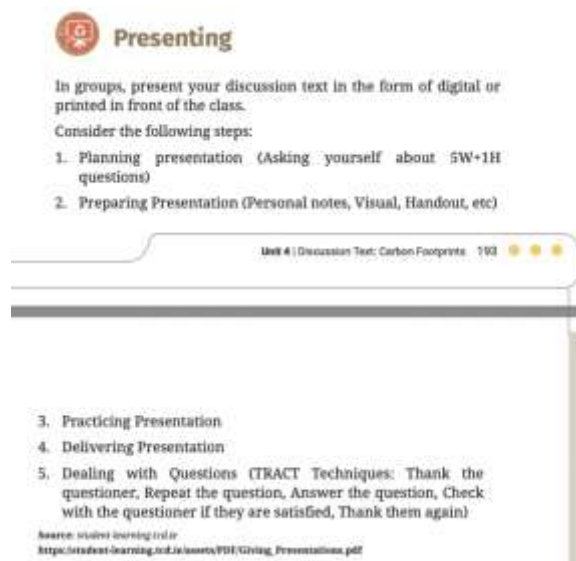 Presenting
In groups, present your discussion text in the form of digital or
printed in front of the class.
Consider the following steps:
1. Planning presentation (Asking yourself about 5W+1H
questions)
2. Preparing Presentation (Personal notes, Visual, Handout, etc)
Unit 4 | Discussion Text: Carbon Footprints 193
3. Practicing Presentation
4. Delivering Presentation
5. Dealing with Questions (TRACT Techniques: Thank the
questioner, Repeat the question, Answer the question, Check
with the questioner if they are satisfied, Thank them again)
Source: student-learning.tcd.ie
https:/student-learning.tcd.ie/assets/PDF/Giving_Presentations.pdf